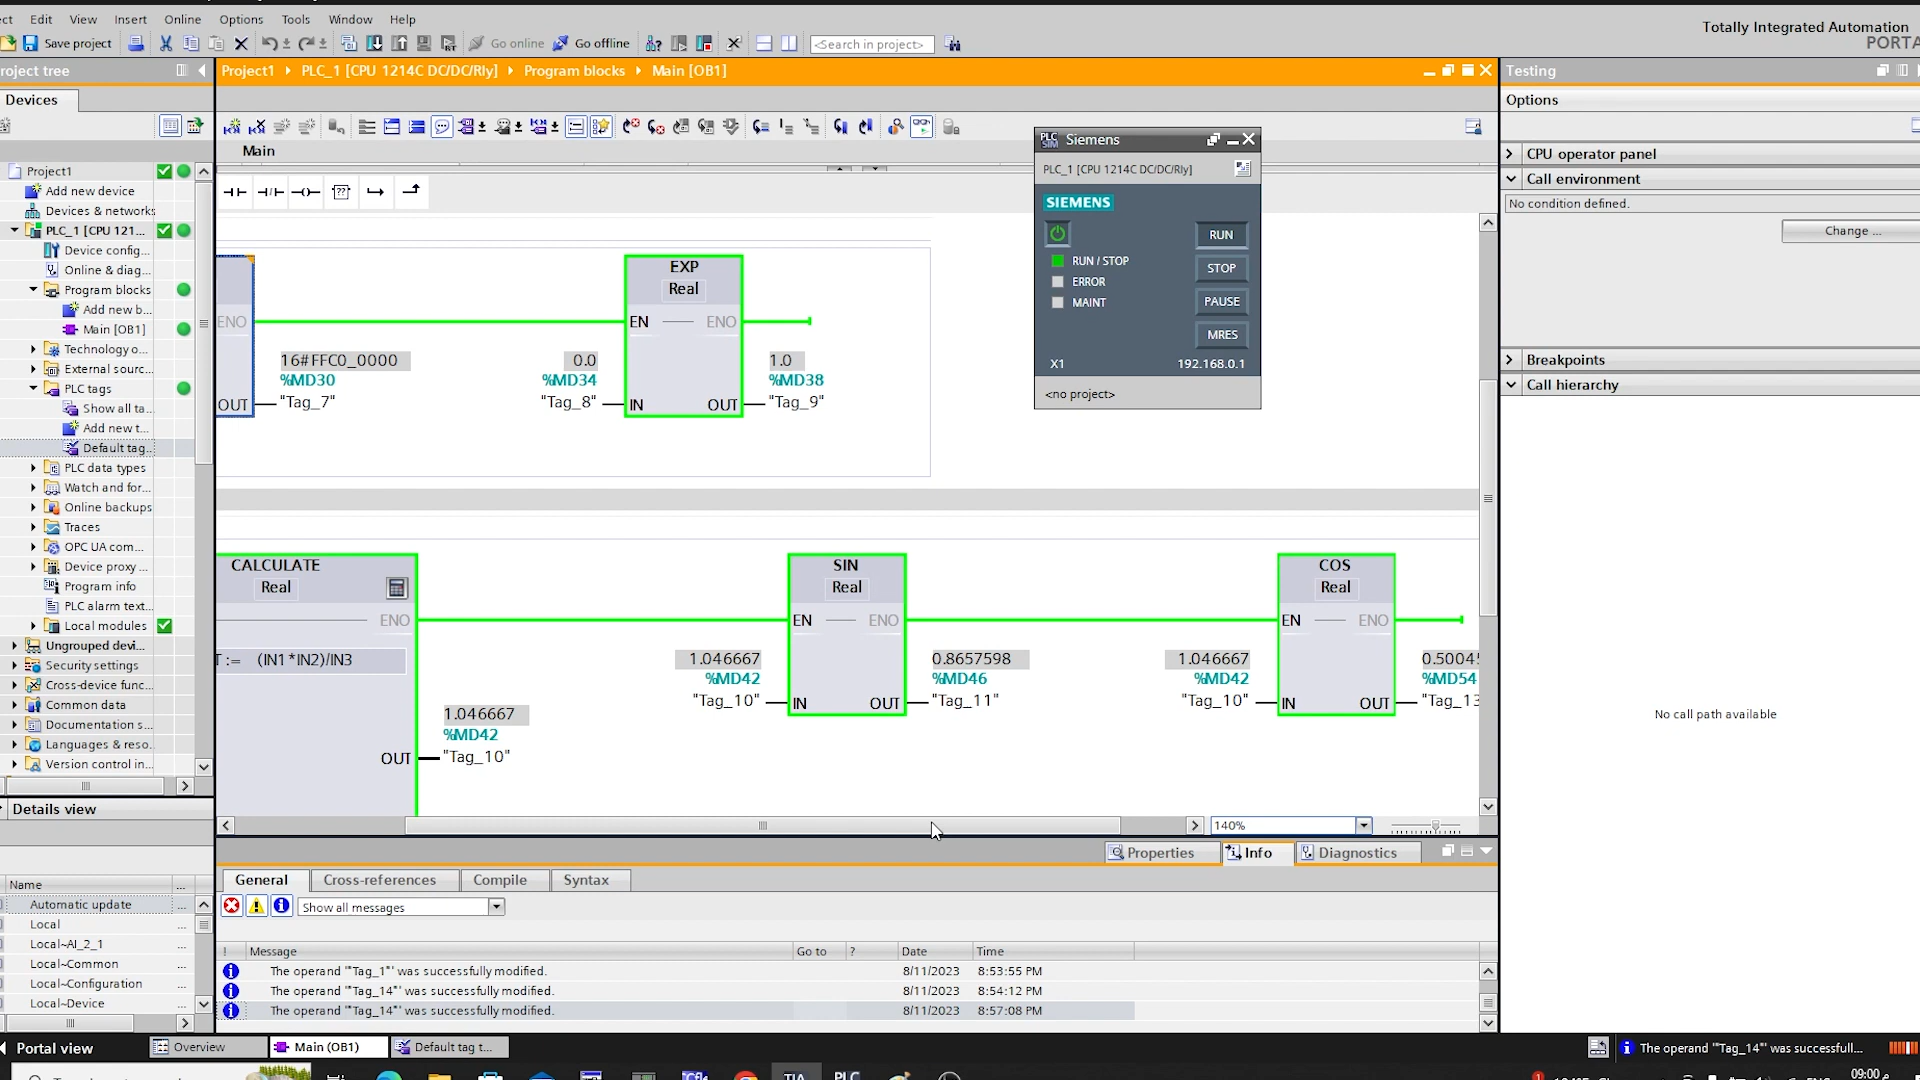 ect Edit View Insert Online Options Tools Window Help
Totally Integrated Automation
PORTA
Save project Go online Go offline <Search in project>
roject tree
Project1 PLC_1 [CPU 1214C DC/DC/Rly] Program blocks Main [OB1]
Testing
Devices
Options
Main
Project1
Add new device
Devices & networks
PLC_1 [CPU 121...
Device config...
Online & diag...
Program blocks
Add new b...
Main [OB1]
Technology o...
External sourc...
PLC tags
Show all ta...
Add new t...
Default tag..
PLC data types
Watch and for...
Online backups
Traces
OPC UA com...
Device proxy ...
Program info
PLC alarm text...
Local modules
Ungrouped devi...
Security settings
Cross-device func...
Common data
Documentation s...
Languages & reso..
Version control in...
Details view
Name ...
Automatic update ...
Local ...
Local~AI_2_1 ...
Local~Common ...
Local~Configuration ...
Local~Device ...
??
EXP
Real
ENO EN ENO
16#FFC0_0000 0.0 1.0
%MD30 %MD34 %MD38
OUT "Tag_7" "Tag_8" IN OUT "Tag_9"
PLC SIM Siemens
PLC_1 [CPU 1214C DC/DC/Rly]
SIEMENS
RUN
RUN / STOP
STOP
ERROR
MAINT
PAUSE
MRES
X1 192.168.0.1
<no project>
CALCULATE SIN COS
Real Real Real
ENO EN ENO EN ENO
T := (IN1*IN2)/IN3
1.046667 0.8657598 1.046667 0.50045
%MD42 %MD46 %MD42 %MD54
"Tag_10" IN OUT "Tag_11" "Tag_10" IN OUT "Tag_13
1.046667
%MD42
OUT "Tag_10"
140%
Properties Info Diagnostics
General Cross-references Compile Syntax
Show all messages
! Message Go to ? Date Time
The operand '"Tag_1"' was successfully modified. 8/11/2023 8:53:55 PM
The operand '"Tag_14"' was successfully modified. 8/11/2023 8:54:12 PM
The operand '"Tag_14"' was successfully modified. 8/11/2023 8:57:08 PM
CPU operator panel
Call environment
No condition defined.
Change ...
Breakpoints
Call hierarchy
No call path available
Portal view Overview Main (OB1) Default tag t...
The operand '"Tag_14"' was successfull...
09:00